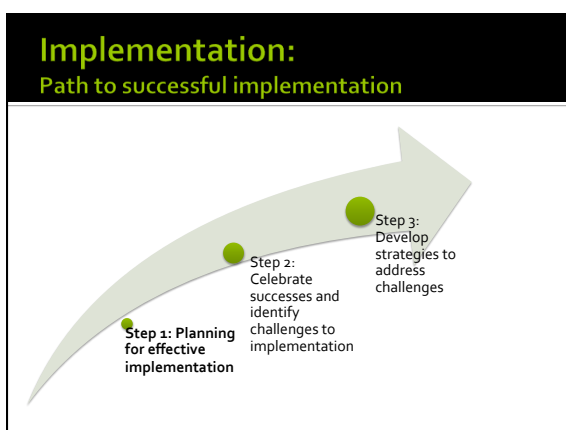 Implementation:
Path to successful implementation
Step 1: Planning
for effective
implementation
Step 2:
Celebrate
successes and
identify
challenges to
implementation
Step 3:
Develop
strategies to
address
challenges